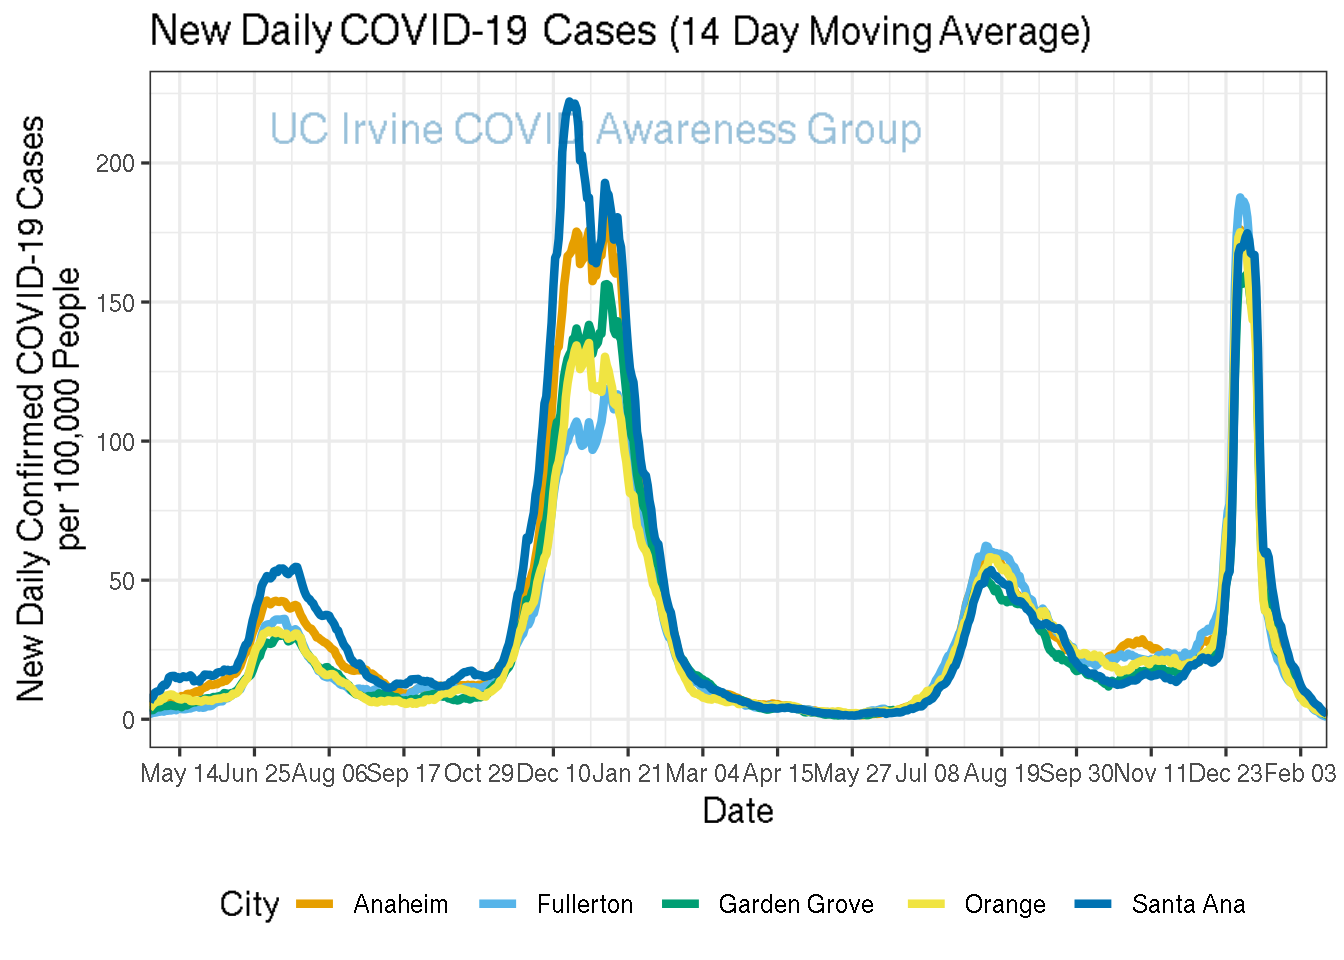 New Daily COVID-19 Cases (14 Day Moving Average)
UC Irvine COVID Awareness Group
New Daily Confirmed COVID-19 Cases
per 100,000 People
200
150
100
50
0
May 14 Jun 25 Aug 06 Sep 17 Oct 29 Dec 10 Jan 21 Mar 04 Apr 15 May 27 Jul 08 Aug 19 Sep 30 Nov 11 Dec 23 Feb 03
Date
City Anaheim Fullerton Garden Grove Orange Santa Ana